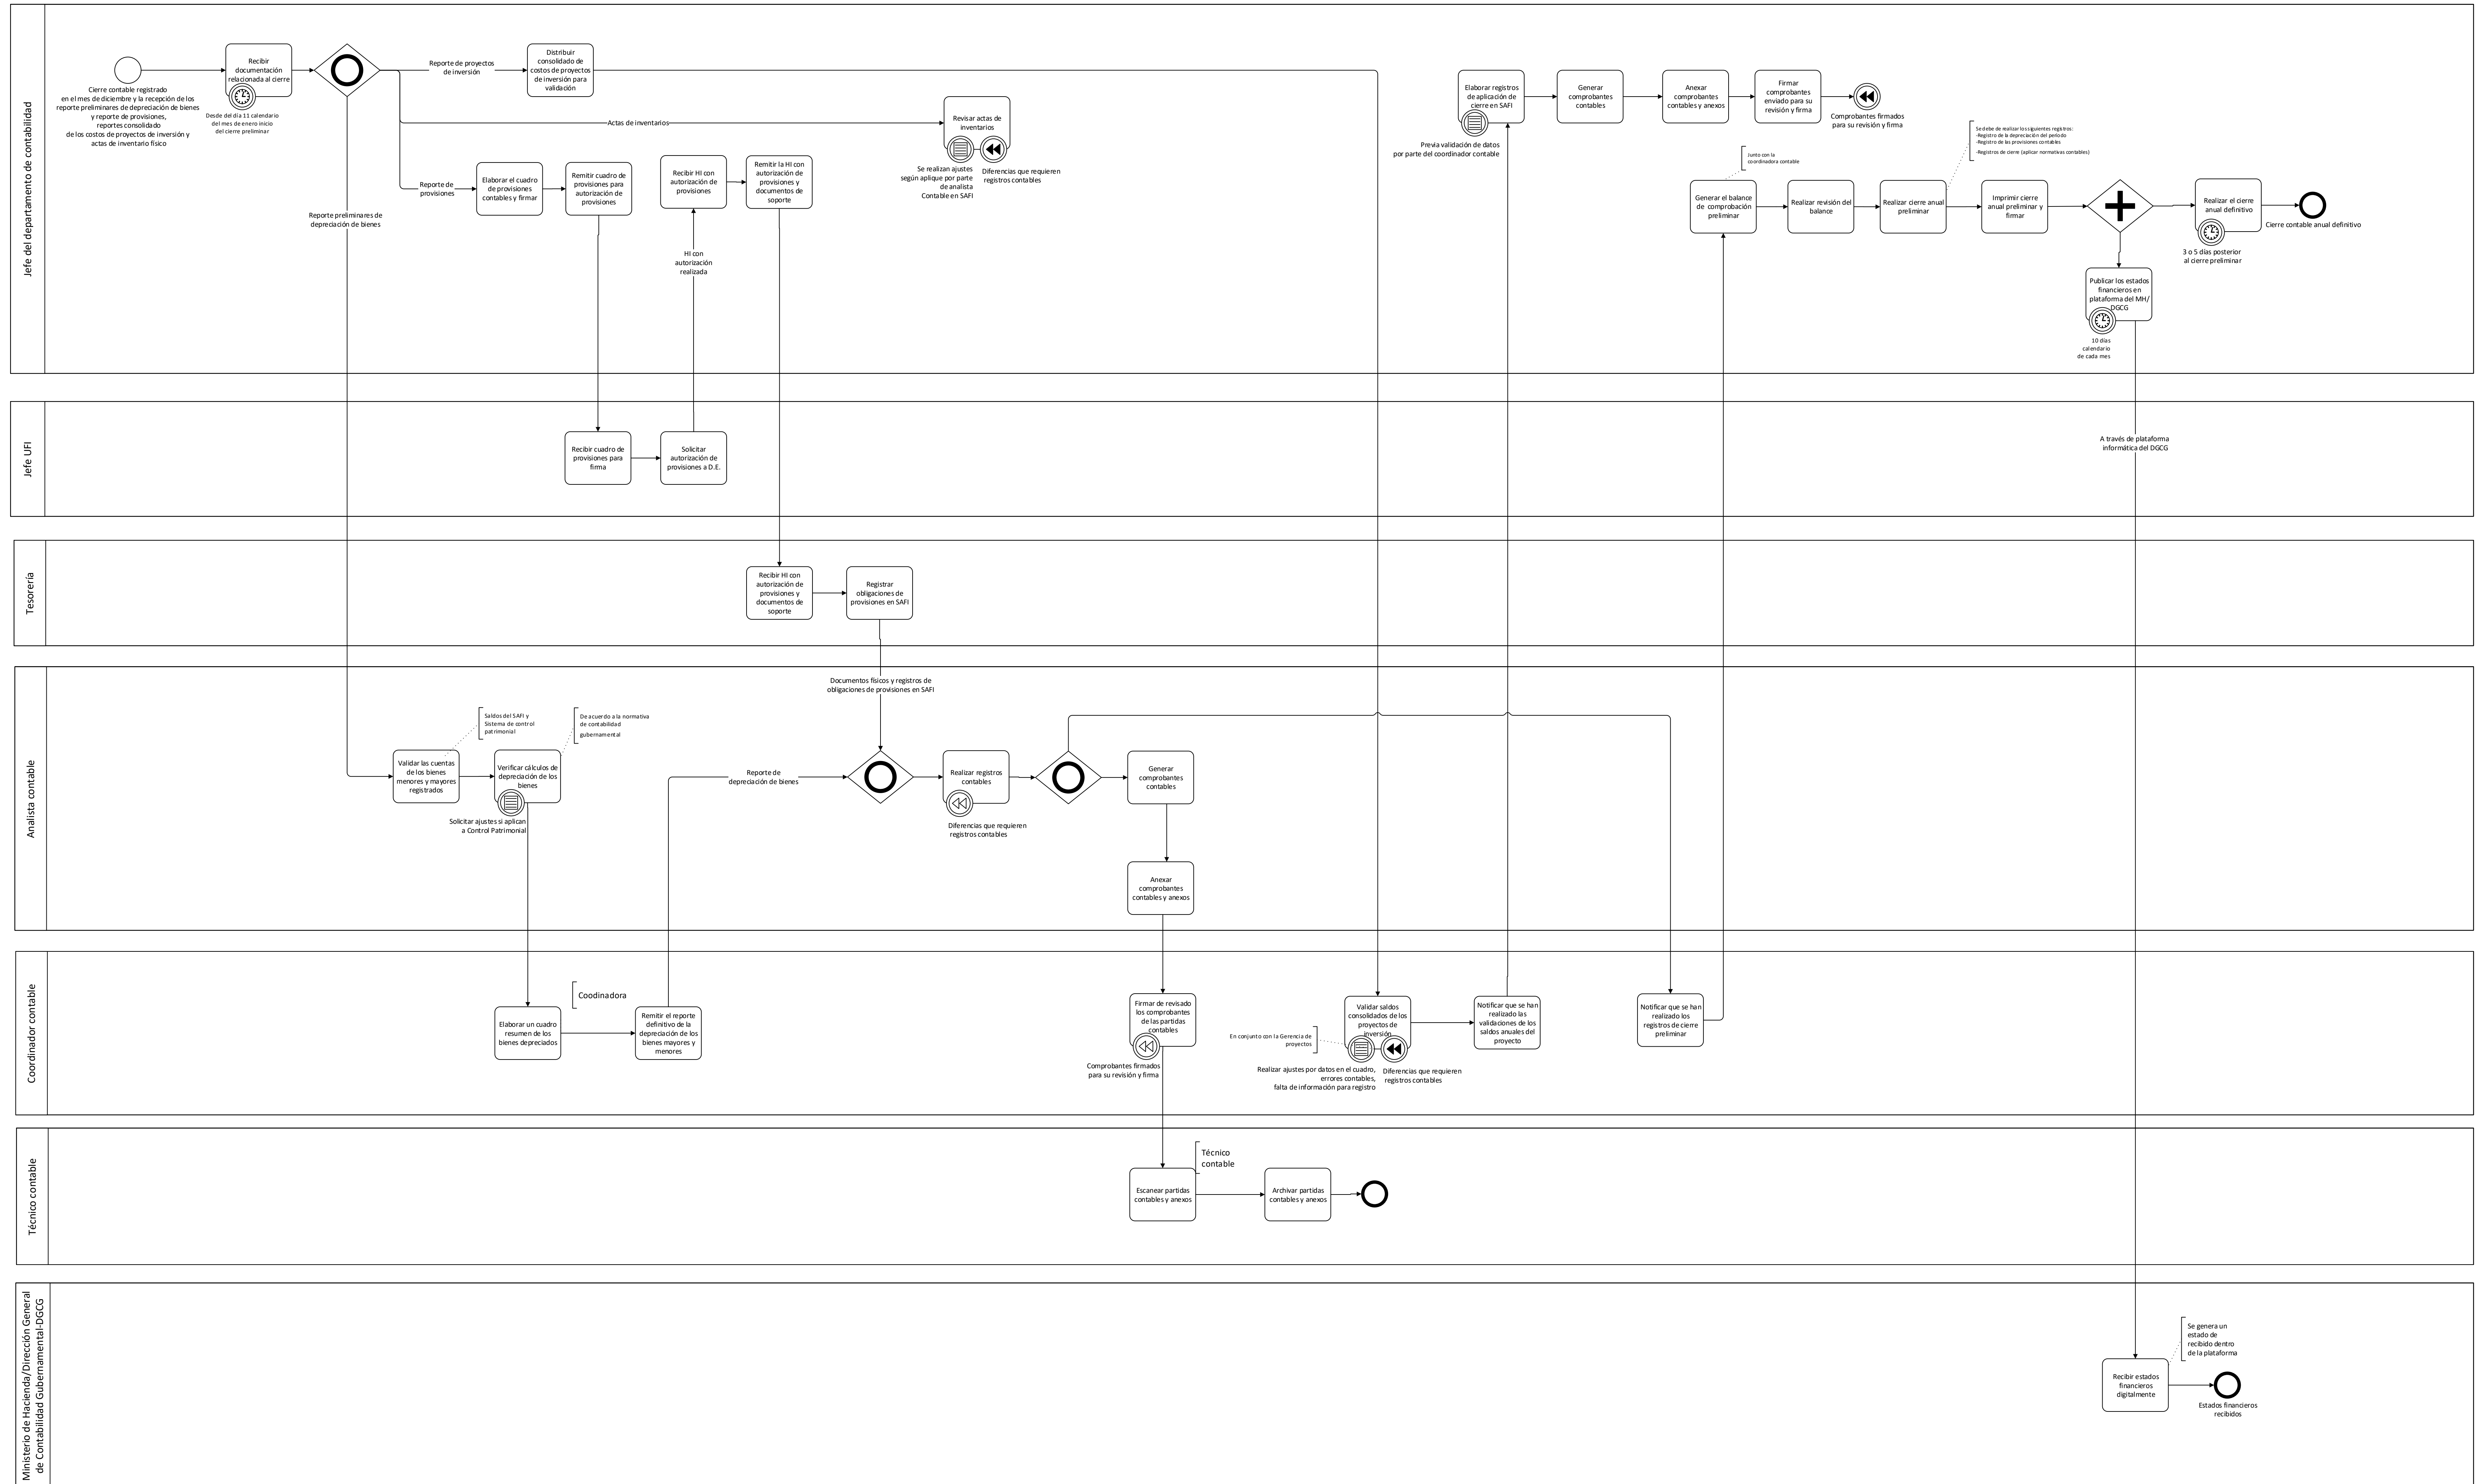 Jefe del departamento de contabilidad
Cierre contable registrado
en el mes de diciembre y la recepción de los
reporte preliminares de depreciación de bienes
y reporte de provisiones,
reportes consolidado
de los costos de proyectos de inversión y
actas de inventario físico
Recibir
documentación
relacionada al cierre
Desde del día 11 calendario
del mes de enero inicio
del cierre preliminar
Reporte de proyectos
de inversión
Distribuir
consolidado de
costos de proyectos
de inversión para
validación
Actas de inventarios
Revisar actas de
inventarios
Se realizan ajustes
según aplique por parte
de analista
Contable en SAFI
Diferencias que requieren
registros contables
Reporte de
provisiones
Elaborar el cuadro
de provisiones
contables y firmar
Remitir cuadro de
provisiones para
autorización de
provisiones
Recibir HI con
autorización de
provisiones
Remitir la HI con
autorización de
provisiones y
documentos de
soporte
Reporte preliminares de
depreciación de bienes
HI con
autorización
realizada
Elaborar registros
de aplicación de
cierre en SAFI
Previa validación de datos
por parte del coordinador contable
Generar
comprobantes
contables
Anexar
comprobantes
contables y anexos
Firmar
comprobantes
enviado para su
revisión y firma
Comprobantes firmados
para su revisión y firma
Junto con la
coordinadora contable
Se debe de realizar los siguientes registros:
-Registro de la depreciación del período
-Registro de las provisiones contables
-Registros de cierre (aplicar normativas contables)
Generar el balance
de comprobación
preliminar
Realizar revisión del
balance
Realizar cierre anual
preliminar
Imprimir cierre
anual preliminar y
firmar
Realizar el cierre
anual definitivo
3 o 5 días posterior
al cierre preliminar
Cierre contable anual definitivo
Publicar los estados
financieros en
plataforma del MH/
DGCG
10 días
calendario
de cada mes
Jefe UFI
Recibir cuadro de
provisiones para
firma
Solicitar
autorización de
provisiones a D.E.
A través de plataforma
informática del DGCG
Tesorería
Recibir HI con
autorización de
provisiones y
documentos de
soporte
Registrar
obligaciones de
provisiones en SAFI
Analista contable
Documentos físicos y registros de
obligaciones de provisiones en SAFI
Saldos del SAFI y
Sistema de control
patrimonial
De acuerdo a la normativa
de contabilidad
gubernamental
Validar las cuentas
de los bienes
menores y mayores
registrados
Verificar cálculos de
depreciación de los
bienes
Solicitar ajustes si aplican
a Control Patrimonial
Reporte de
depreciación de bienes
Realizar registros
contables
Diferencias que requieren
registros contables
Generar
comprobantes
contables
Anexar
comprobantes
contables y anexos
Coordinador contable
Elaborar un cuadro
resumen de los
bienes depreciados
Coodinadora
Remitir el reporte
definitivo de la
depreciación de los
bienes mayores y
menores
Firmar de revisado
los comprobantes
de las partidas
contables
Comprobantes firmados
para su revisión y firma
En conjunto con la Gerencia de
proyectos
Validar saldos
consolidados de los
proyectos de
inversión
Realizar ajustes por datos en el cuadro,
errores contables,
falta de información para registro
Diferencias que requieren
registros contables
Notificar que se han
realizado las
validaciones de los
saldos anuales del
proyecto
Notificar que se han
realizado los
registros de cierre
preliminar
Técnico contable
Técnico
contable
Escanear partidas
contables y anexos
Archivar partidas
contables y anexos
Ministerio de Hacienda/Dirección General
de Contabilidad Gubernamental-DGCG
Se genera un
estado de
recibido dentro
de la plataforma
Recibir estados
financieros
digitalmente
Estados financieros
recibidos